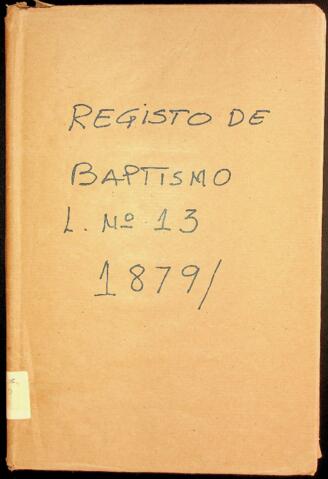 REGISTO DE
BAPTISMO
L. Nº 13
1879/